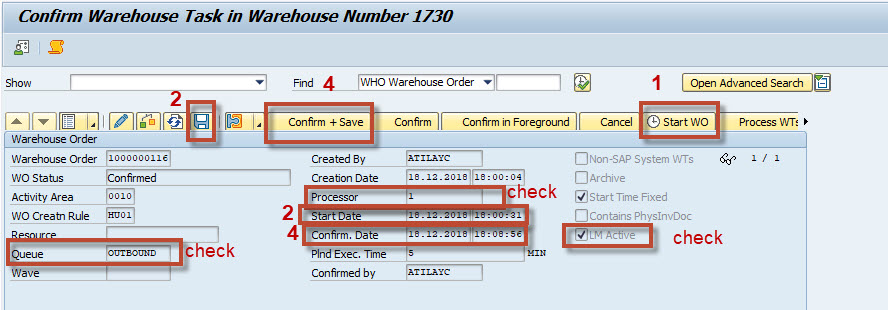 Confirm Warehouse Task in Warehouse Number 1730
Show Find 4 WHO Warehouse Order 1 Open Advanced Search
2
Confirm + Save Confirm Confirm in Foreground Cancel Start WO Process WTs
Warehouse Order
Warehouse Order 1000000116 Created By ATILAYC Non-SAP System WTs 1 / 1
WO Status Confirmed Creation Date 18.12.2018 18:00:04 Archive
Activity Area 0010 Processor 1 check Start Time Fixed
WO Creatn Rule HU01 2 Start Date 18.12.2018 18:00:31 Contains PhysInvDoc
Resource 4 Confirm. Date 18.12.2018 18:08:56 LM Active check
Queue OUTBOUND check Plnd Exec. Time 5 MIN
Wave Confirmed by ATILAYC